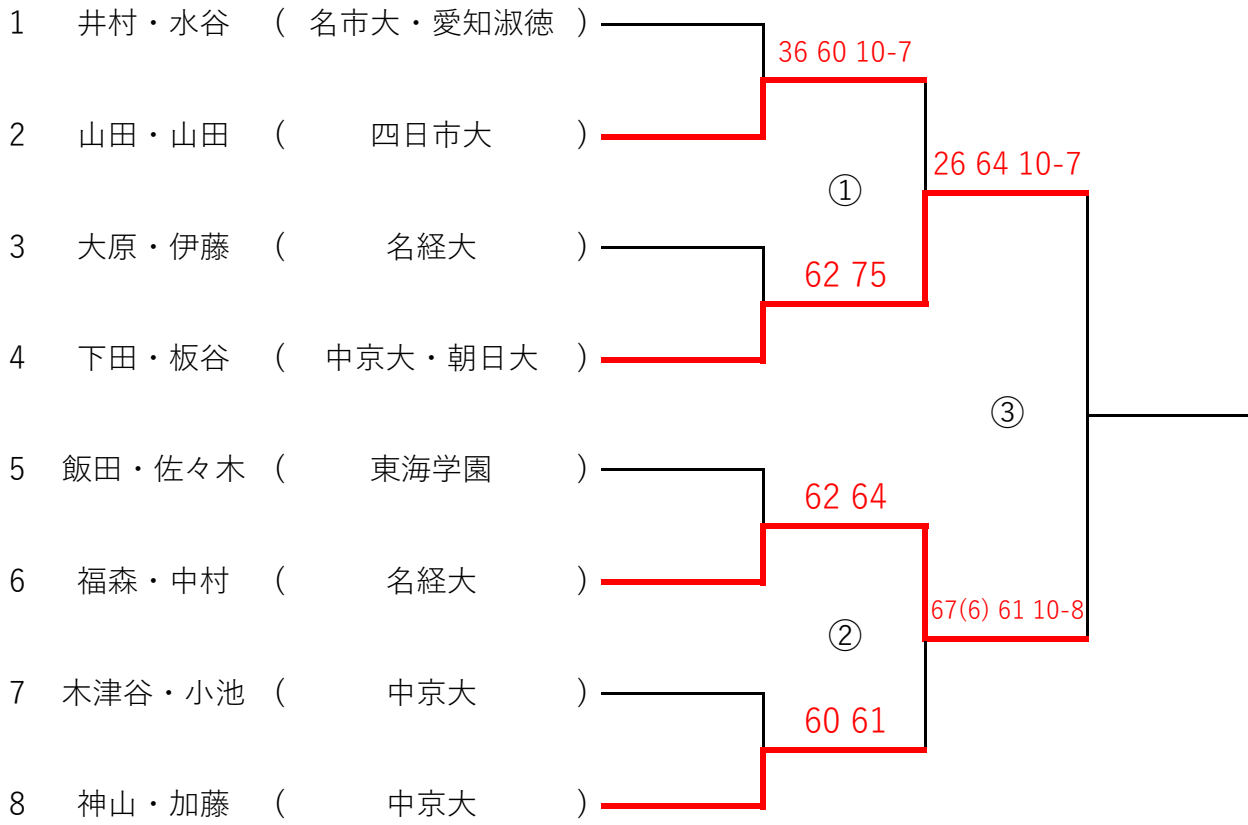 1 井村・水谷 ( 名市大・愛知淑徳 )
36 60 10-7
2 山田・山田 ( 四日市大 )
26 64 10-7
①
3 大原・伊藤 ( 名経大 )
62 75
4 下田・板谷 ( 中京大・朝日大 )
③
5 飯田・佐々木 ( 東海学園 )
62 64
6 福森・中村 ( 名経大 )
67(6) 61 10-8
②
7 木津谷・小池 ( 中京大 )
60 61
8 神山・加藤 ( 中京大 )